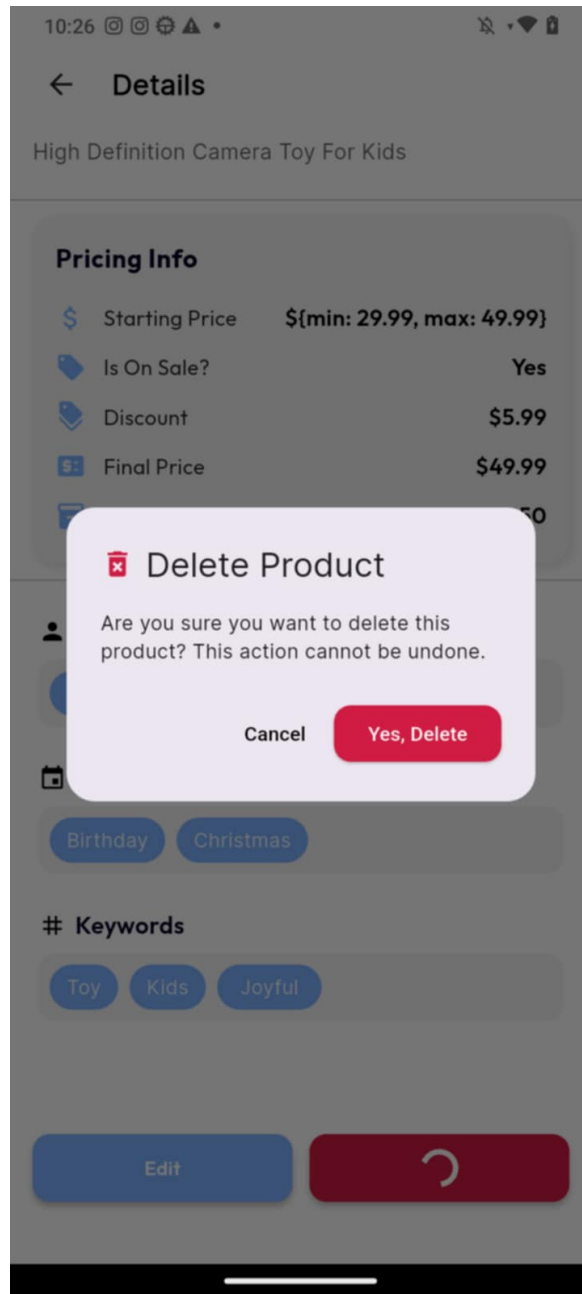 10:26
Details
High Definition Camera Toy For Kids
Pricing Info
Starting Price ${min: 29.99, max: 49.99}
Is On Sale? Yes
Discount $5.99
Final Price $49.99
50
Delete Product
Are you sure you want to delete this
product? This action cannot be undone.
Cancel Yes, Delete
Birthday Christmas
# Keywords
Toy Kids Joyful
Edit